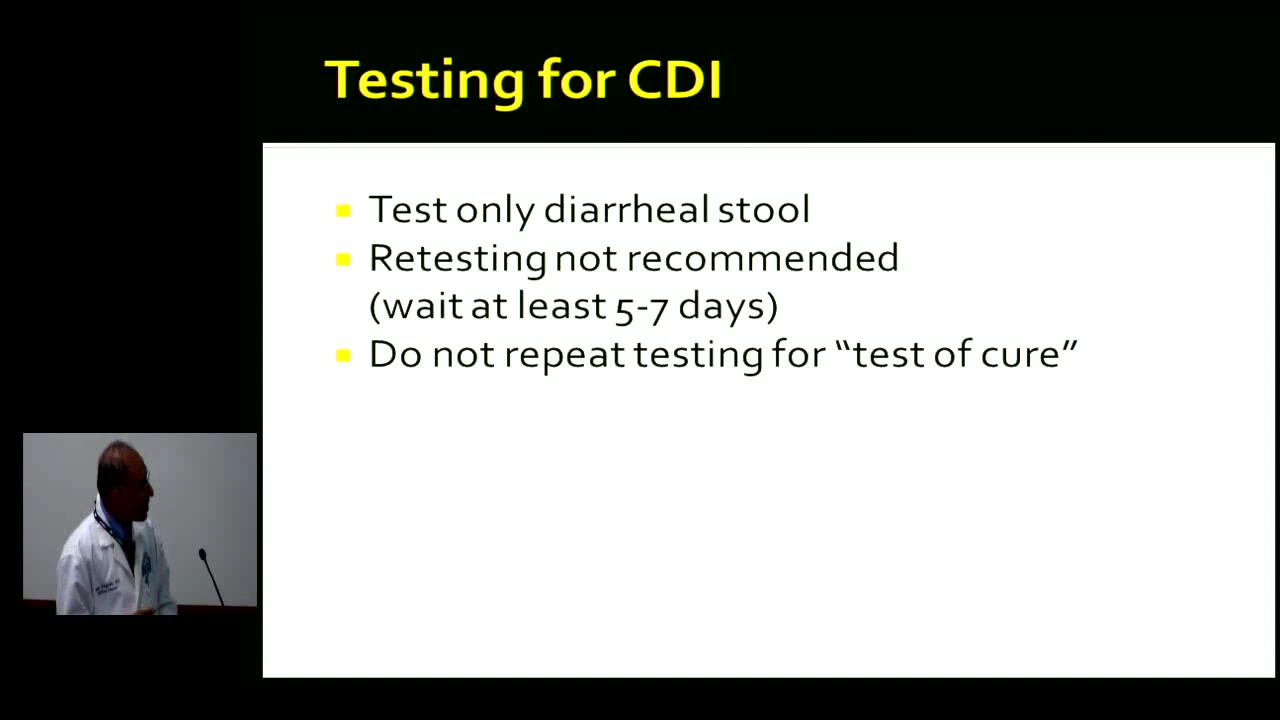 Testing for CDI
Test only diarrheal stool
Retesting not recommended
(wait at least 5-7 days)
Do not repeat testing for “test of cure”